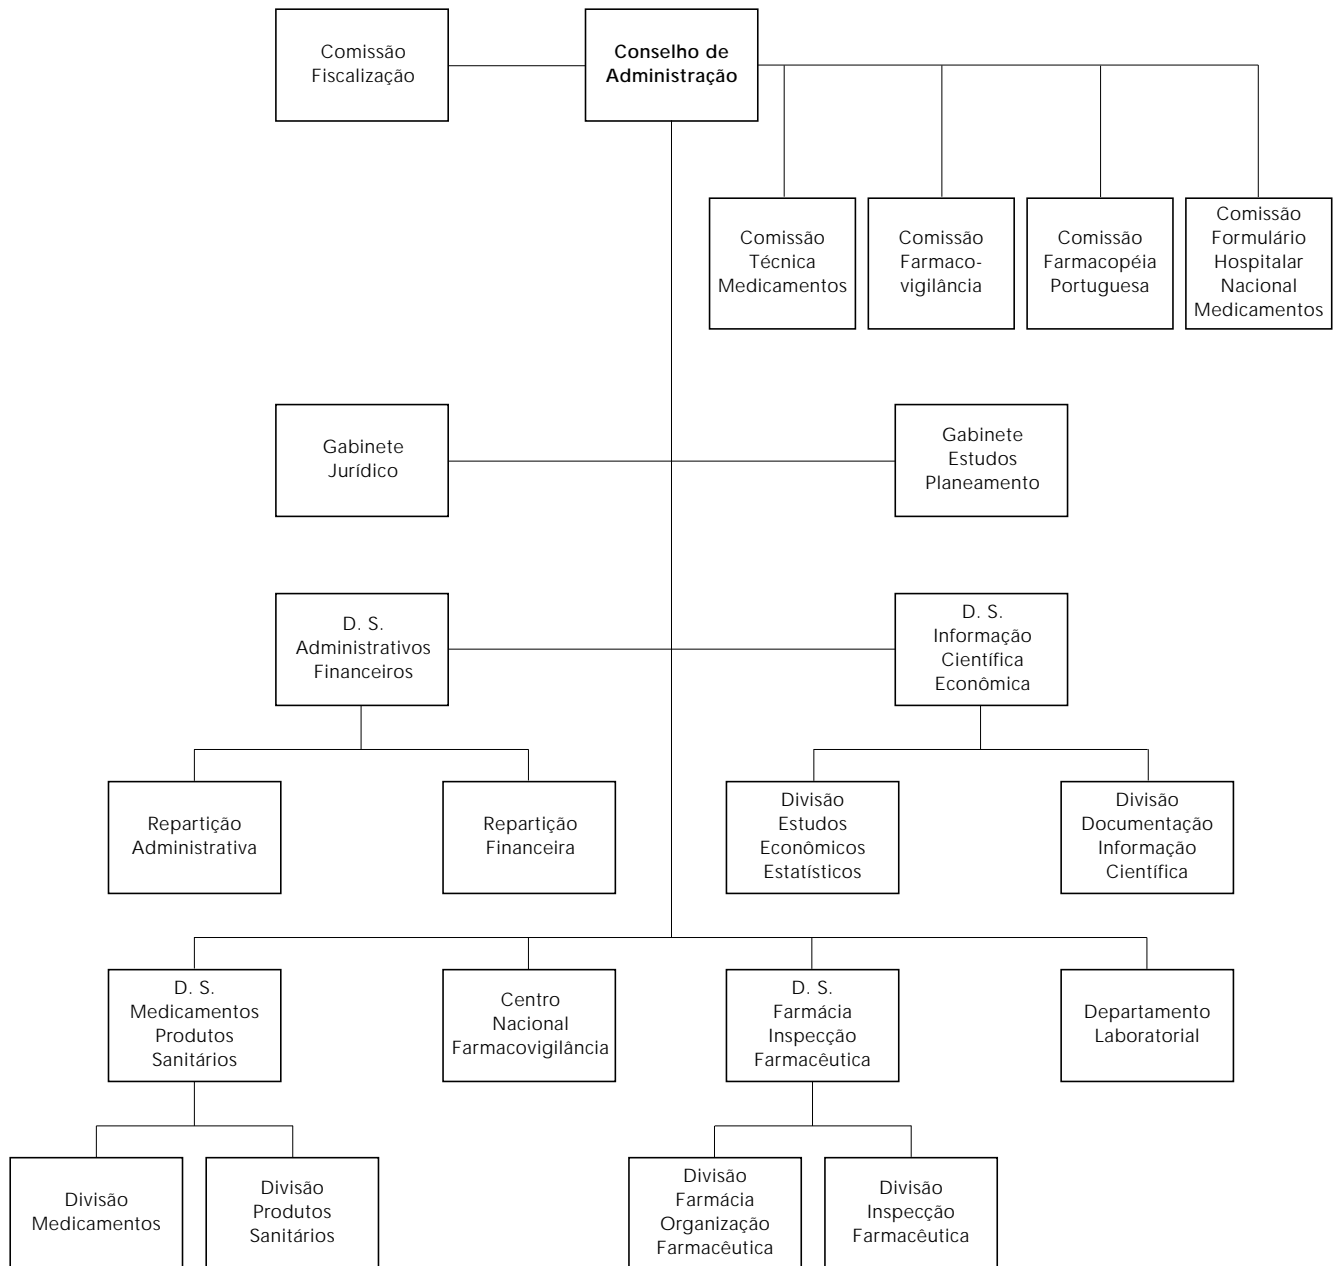 Comissão
Fiscalização
Conselho de
Administração
Comissão
Técnica
Medicamentos
Comissão
Farmaco-
vigilância
Comissão
Farmacopéia
Portuguesa
Comissão
Formulário
Hospitalar
Nacional
Medicamentos
Gabinete
Jurídico
Gabinete
Estudos
Planeamento
D. S.
Administrativos
Financeiros
D. S.
Informação
Científica
Econômica
Repartição
Administrativa
Repartição
Financeira
Divisão
Estudos
Econômicos
Estatísticos
Divisão
Documentação
Informação
Científica
D. S.
Medicamentos
Produtos
Sanitários
Centro
Nacional
Farmacovigilância
D. S.
Farmácia
Inspecção
Farmacêutica
Departamento
Laboratorial
Divisão
Medicamentos
Divisão
Produtos
Sanitários
Divisão
Farmácia
Organização
Farmacêutica
Divisão
Inspecção
Farmacêutica